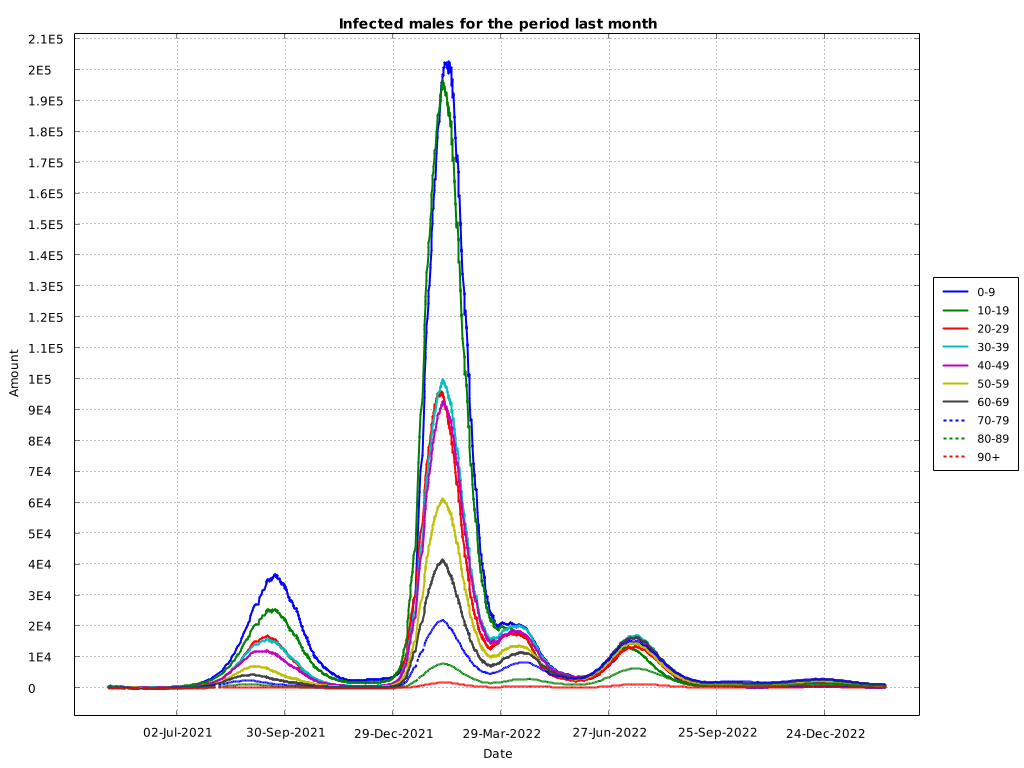 Infected males for the period last month
2.1E5
2E5
1.9E5
1.8E5
1.7E5
1.6E5
1.5E5
1.4E5
1.3E5
1.2E5
1.1E5
1E5
9E4
8E4
7E4
6E4
5E4
4E4
3E4
2E4
1E4
0
Amount
02-Jul-2021
30-Sep-2021
29-Dec-2021
29-Mar-2022
27-Jun-2022
25-Sep-2022
24-Dec-2022
Date
0-9
10-19
20-29
30-39
40-49
50-59
60-69
70-79
80-89
90+